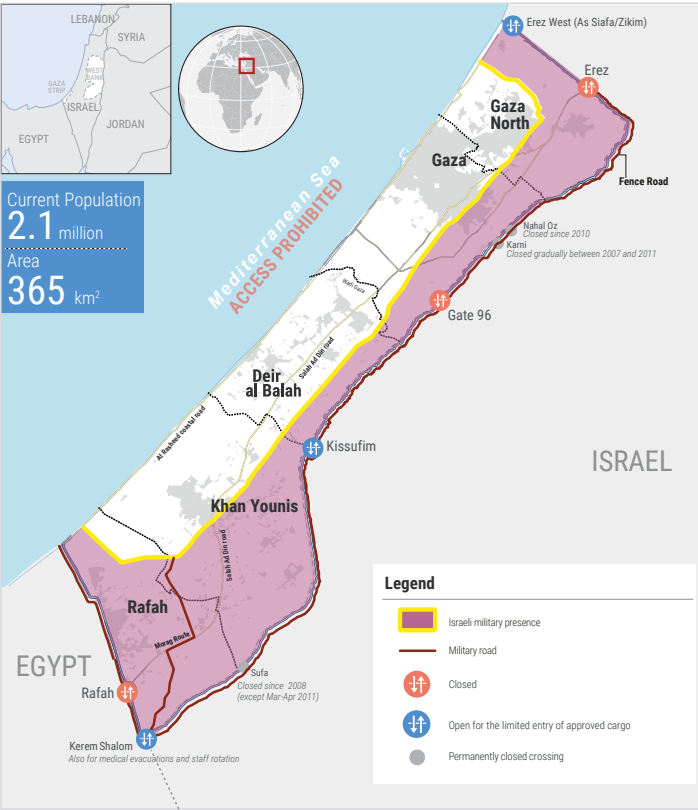 LEBANON
SYRIA
WEST
BANK
GAZA
STRIP
ISRAEL
JORDAN
EGYPT
Current Population
2.1 million
Area
365 km²
Mediterranean Sea
ACCESS PROHIBITED
Erez West (As Siafa/Zikim)
Erez
Gaza
North
Gaza
Fence Road
Nahal Oz
Closed since 2010
Karni
Closed gradually between 2007 and 2011
Wadi Gaza
Gate 96
Salah Ad Din road
Deir
al Balah
Al Rasheed coastal road
Kissufim
ISRAEL
Khan Younis
Salah Ad Din road
Rafah
Morag Route
EGYPT
Rafah
Sufa
Closed since 2008
(except Mar-Apr 2011)
Kerem Shalom
Also for medical evacuations and staff rotation
Legend
Israeli military presence
Military road
Closed
Open for the limited entry of approved cargo
Permanently closed crossing